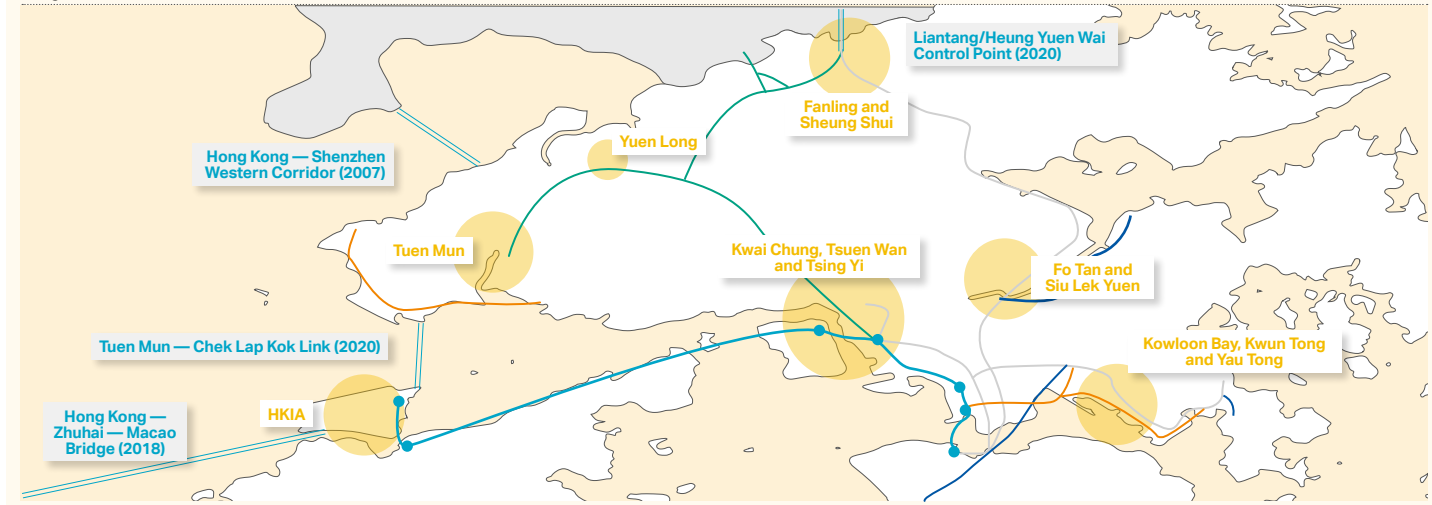 Liantang/Heung Yuen Wai
Control Point (2020)
Fanling and
Sheung Shui
Yuen Long
Hong Kong — Shenzhen
Western Corridor (2007)
Tuen Mun
Kwai Chung, Tsuen Wan
and Tsing Yi
Fo Tan and
Siu Lek Yuen
Tuen Mun — Chek Lap Kok Link (2020)
Kowloon Bay, Kwun Tong
and Yau Tong
HKIA
Hong Kong —
Zhuhai — Macao
Bridge (2018)